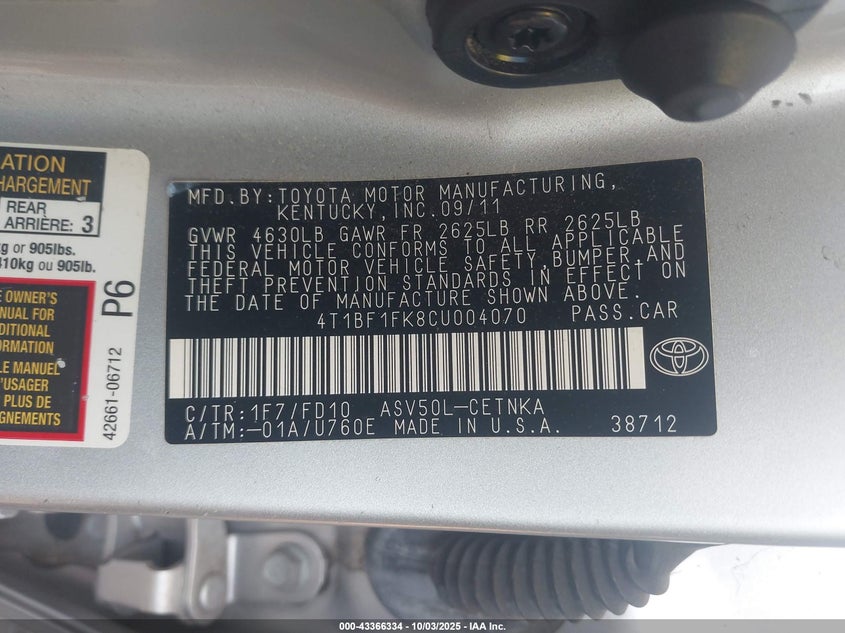 ATION
HARGEMENT
REAR
ARRIÈRE: 3
g or 905lbs.
410kg ou 905lb.
E OWNER'S
NUAL FOR
DITIONAL
ORMATION
LE MANUEL
'USAGER
PLUS
GNEMENTS
P6
42661-06712
MFD.BY:TOYOTA MOTOR MANUFACTURING,
KENTUCKY,INC.09/11
GVWR 4630LB GAWR FR 2625LB RR 2625LB
THIS VEHICLE CONFORMS TO ALL APPLICABLE
FEDERAL MOTOR VEHICLE SAFETY,BUMPER,AND
THEFT PREVENTION STANDARDS IN EFFECT ON
THE DATE OF MANUFACTURE SHOWN ABOVE.
4T1BF1FK8CU004070 PASS.CAR
C/TR:1F7/FD10 ASV50L-CETNKA
A/TM:-01A/U760E MADE IN U.S.A. 38712
000-43366334 - 10/03/2025 - IAA Inc.